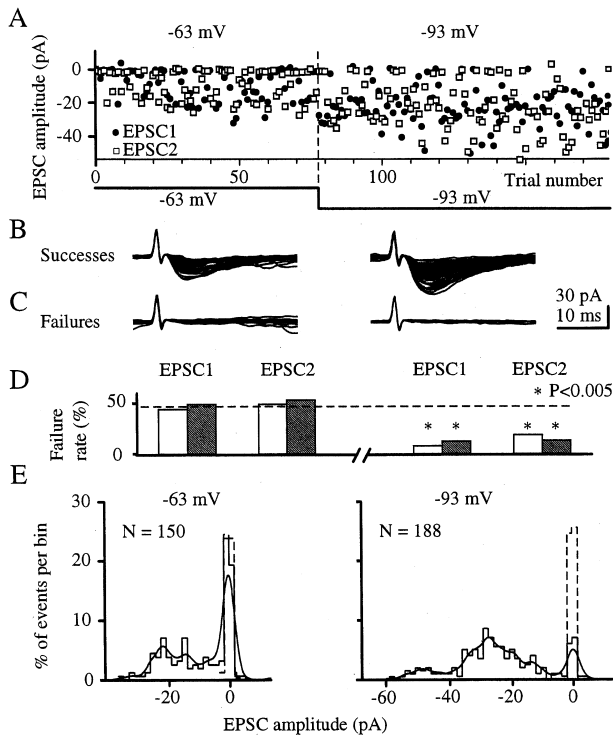 A
-63 mV -93 mV
EPSC amplitude (pA)
0
-20
-40
EPSC1
EPSC2
0 50 100 Trial number
-63 mV -93 mV
B
Successes
C
Failures
30 pA
10 ms
D
EPSC1 EPSC2 EPSC1 EPSC2
* P<0.005
Failure rate (%)
50
0
* * * *
E
-63 mV -93 mV
% of events per bin
30
20
10
0
N = 150 N = 188
-20 0 -60 -40 -20 0
EPSC amplitude (pA)